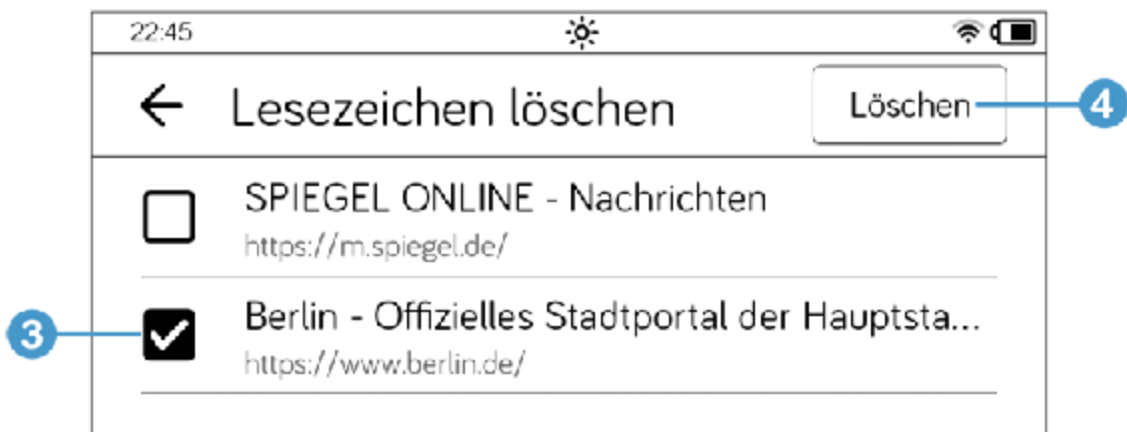 22:45
Lesezeichen löschen
Löschen
4
SPIEGEL ONLINE - Nachrichten
https://m.spiegel.de/
3
Berlin - Offizielles Stadtportal der Hauptsta...
https://www.berlin.de/